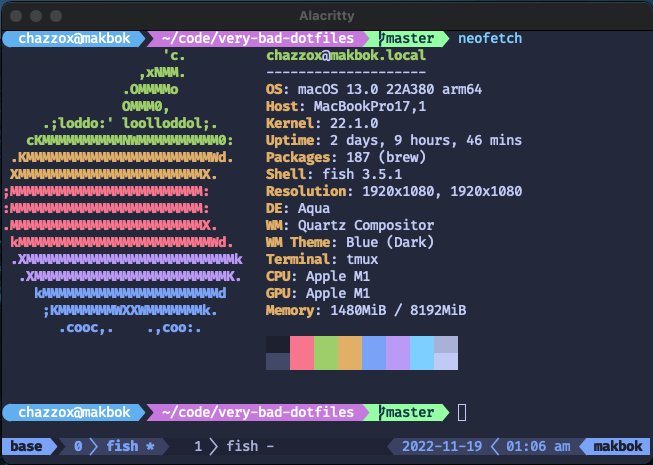 Alacritty
chazzox@makbok ~/code/very-bad-dotfiles master neofetch
'c. chazzox@makbok.local
,xNMM. --------------------
.OMMMMo OS: macOS 13.0 22A380 arm64
OMMM0, Host: MacBookPro17,1
.;loddo:' loolloddol;. Kernel: 22.1.0
cKMMMMMMMMMMNWMMMMMMMMMM0: Uptime: 2 days, 9 hours, 46 mins
.KMMMMMMMMMMMMMMMMMMMMMMMWd. Packages: 187 (brew)
XMMMMMMMMMMMMMMMMMMMMMMMX. Shell: fish 3.5.1
;MMMMMMMMMMMMMMMMMMMMMMMM: Resolution: 1920x1080, 1920x1080
:MMMMMMMMMMMMMMMMMMMMMMMM: DE: Aqua
.MMMMMMMMMMMMMMMMMMMMMMMMX. WM: Quartz Compositor
kMMMMMMMMMMMMMMMMMMMMMMMMWd. WM Theme: Blue (Dark)
.XMMMMMMMMMMMMMMMMMMMMMMMMMMk Terminal: tmux
.XMMMMMMMMMMMMMMMMMMMMMMMMK. CPU: Apple M1
kMMMMMMMMMMMMMMMMMMMMMMd GPU: Apple M1
;KMMMMMMMWXXWMMMMMMMk. Memory: 1480MiB / 8192MiB
.cooc,. .,coo:.
chazzox@makbok ~/code/very-bad-dotfiles master
base 0 fish * 1 fish - 2022-11-19 01:06 am makbok